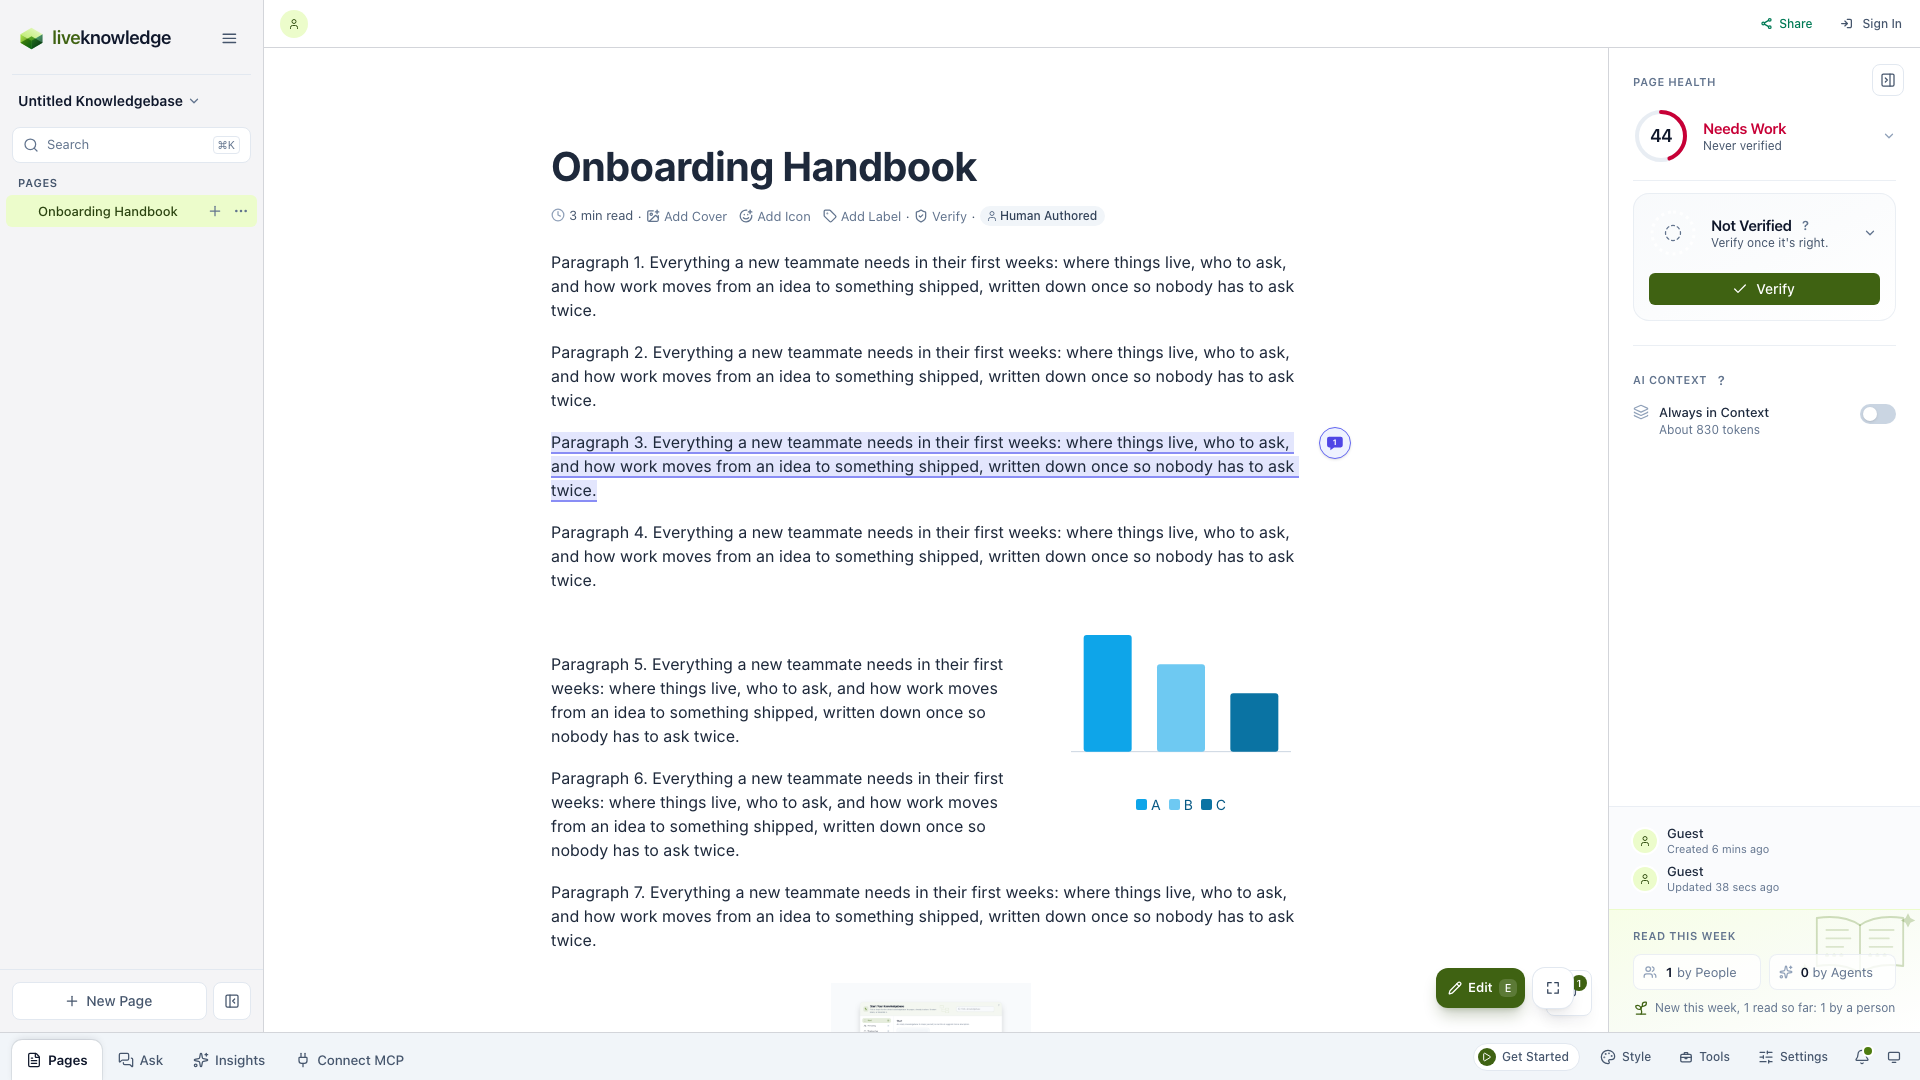 liveknowledge
Untitled Knowledgebase
Search ⌘K
PAGES
Onboarding Handbook
New Page
Share
Sign In
Onboarding Handbook
3 min read · Add Cover Add Icon Add Label · Verify · Human Authored
Paragraph 1. Everything a new teammate needs in their first weeks: where things live, who to ask,
and how work moves from an idea to something shipped, written down once so nobody has to ask
twice.
Paragraph 2. Everything a new teammate needs in their first weeks: where things live, who to ask,
and how work moves from an idea to something shipped, written down once so nobody has to ask
twice.
Paragraph 3. Everything a new teammate needs in their first weeks: where things live, who to ask,
and how work moves from an idea to something shipped, written down once so nobody has to ask
twice.
1
Paragraph 4. Everything a new teammate needs in their first weeks: where things live, who to ask,
and how work moves from an idea to something shipped, written down once so nobody has to ask
twice.
Paragraph 5. Everything a new teammate needs in their first
weeks: where things live, who to ask, and how work moves
from an idea to something shipped, written down once so
nobody has to ask twice.
Paragraph 6. Everything a new teammate needs in their first
weeks: where things live, who to ask, and how work moves
from an idea to something shipped, written down once so
nobody has to ask twice.
A B C
Paragraph 7. Everything a new teammate needs in their first weeks: where things live, who to ask,
and how work moves from an idea to something shipped, written down once so nobody has to ask
twice.
Edit E
1
PAGE HEALTH
44
Needs Work
Never verified
Not Verified ?
Verify once it's right.
Verify
AI CONTEXT ?
Always in Context
About 830 tokens
Guest
Created 6 mins ago
Guest
Updated 38 secs ago
READ THIS WEEK
1 by People
0 by Agents
New this week, 1 read so far: 1 by a person
Pages
Ask
Insights
Connect MCP
Get Started
Style
Tools
Settings